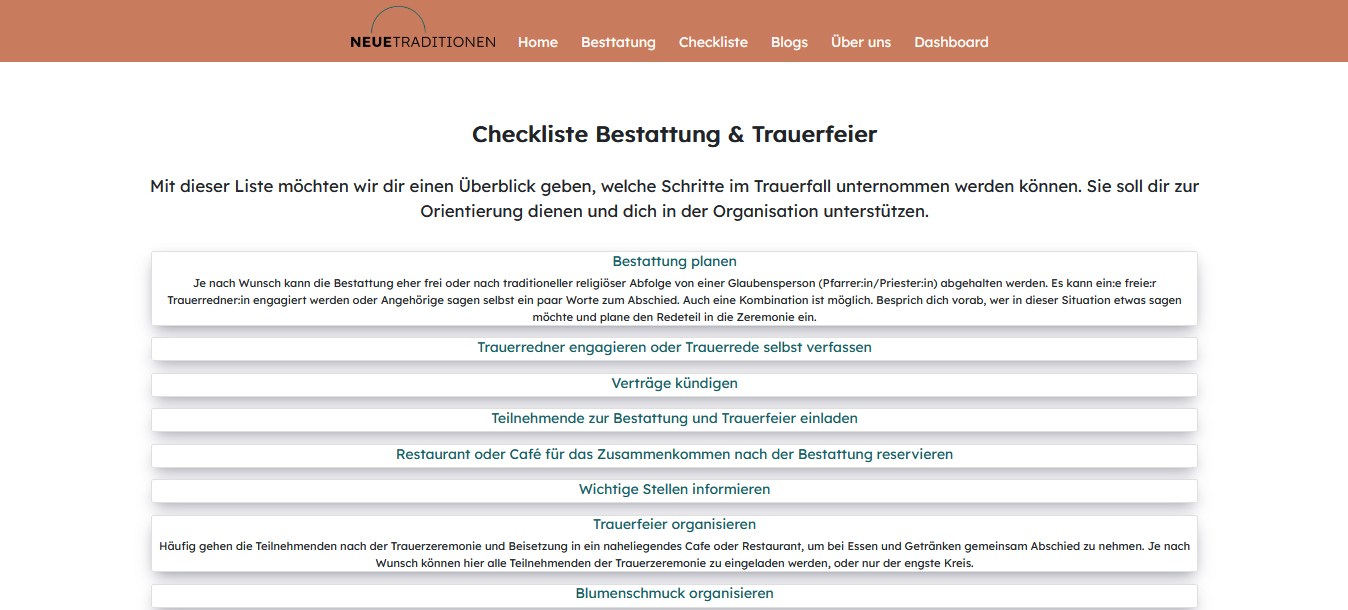 NEUETRADITIONEN Home Besttatung Checkliste Blogs Über uns Dashboard
Checkliste Bestattung & Trauerfeier
Mit dieser Liste möchten wir dir einen Überblick geben, welche Schritte im Trauerfall unternommen werden können. Sie soll dir zur
Orientierung dienen und dich in der Organisation unterstützen.
Bestattung planen
Je nach Wunsch kann die Bestattung eher frei oder nach traditioneller religiöser Abfolge von einer Glaubensperson (Pfarrer:in/Priester:in) abgehalten werden. Es kann ein:e freie:r
Trauerredner:in engagiert werden oder Angehörige sagen selbst ein paar Worte zum Abschied. Auch eine Kombination ist möglich. Besprich dich vorab, wer in dieser Situation etwas sagen
möchte und plane den Redeteil in die Zeremonie ein.
Trauerredner engagieren oder Trauerrede selbst verfassen
Verträge kündigen
Teilnehmende zur Bestattung und Trauerfeier einladen
Restaurant oder Café für das Zusammenkommen nach der Bestattung reservieren
Wichtige Stellen informieren
Trauerfeier organisieren
Häufig gehen die Teilnehmenden nach der Trauerzeremonie und Beisetzung in ein naheliegendes Cafe oder Restaurant, um bei Essen und Getränken gemeinsam Abschied zu nehmen. Je nach
Wunsch können hier alle Teilnehmenden der Trauerzeremonie zu eingeladen werden, oder nur der engste Kreis.
Blumenschmuck organisieren